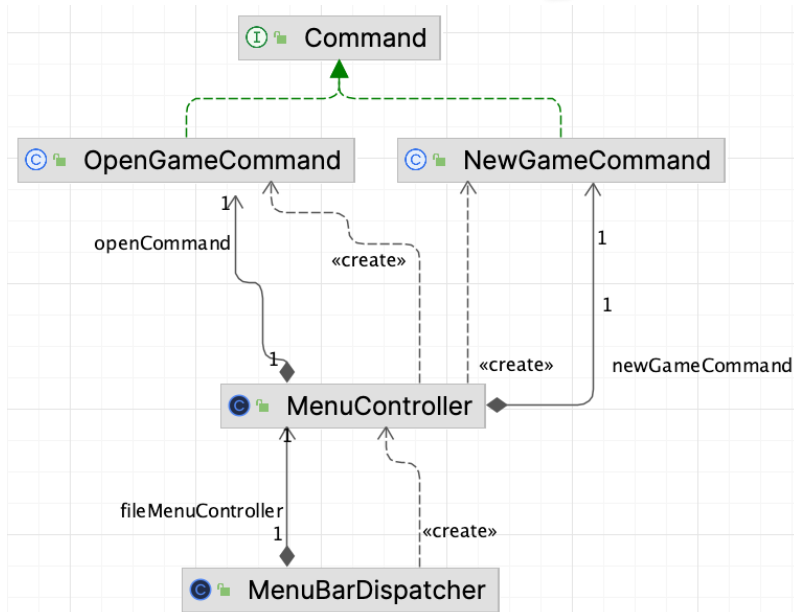 I Command
C OpenGameCommand
C NewGameCommand
1
openCommand
1
«create»
1
1
«create»
newGameCommand
C MenuController
1
fileMenuController
1
«create»
C MenuBarDispatcher